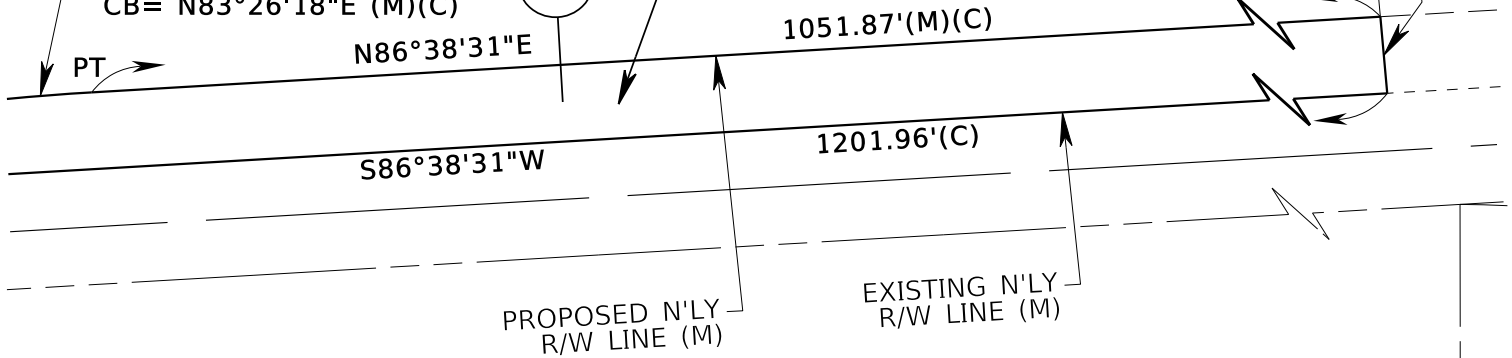 CB= N83°26'18"E (M)(C)
PT
N86°38'31"E
1051.87'(M)(C)
S86°38'31"W
1201.96'(C)
PROPOSED N'LY
R/W LINE (M)
EXISTING N'LY
R/W LINE (M)